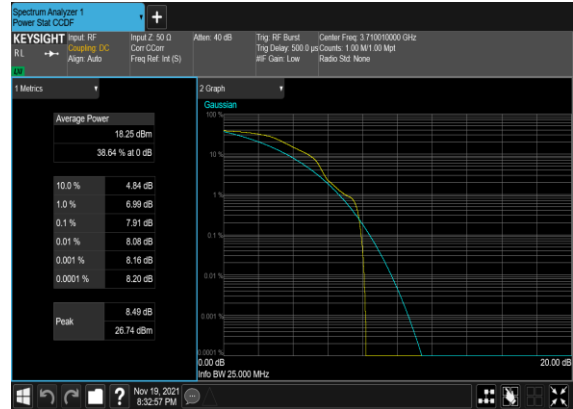 Spectrum Analyzer 1
Power Stat CCDF
KEYSIGHT
RL
Input: RF
Coupling: DC
Align: Auto
Input Z: 50 Ω
Corr CCorr
Freq Ref: Int (S)
Atten: 40 dB
Trig: RF Burst
Trig Delay: 500.0 µs
#IF Gain: Low
Center Freq: 3.710010000 GHz
Counts: 1.00 M/1.00 Mpt
Radio Std: None
1 Metrics
Average Power
18.25 dBm
38.64 % at 0 dB
10.0 % 4.84 dB
1.0 % 6.99 dB
0.1 % 7.91 dB
0.01 % 8.08 dB
0.001 % 8.16 dB
0.0001 % 8.20 dB
Peak
8.49 dB
26.74 dBm
2 Graph
Gaussian
100 %
10 %
1 %
0.1 %
0.01 %
0.001 %
0.0001 %
0.00 dB
20.00 dB
Info BW 25.000 MHz
?
Nov 19, 2021
8:32:57 PM